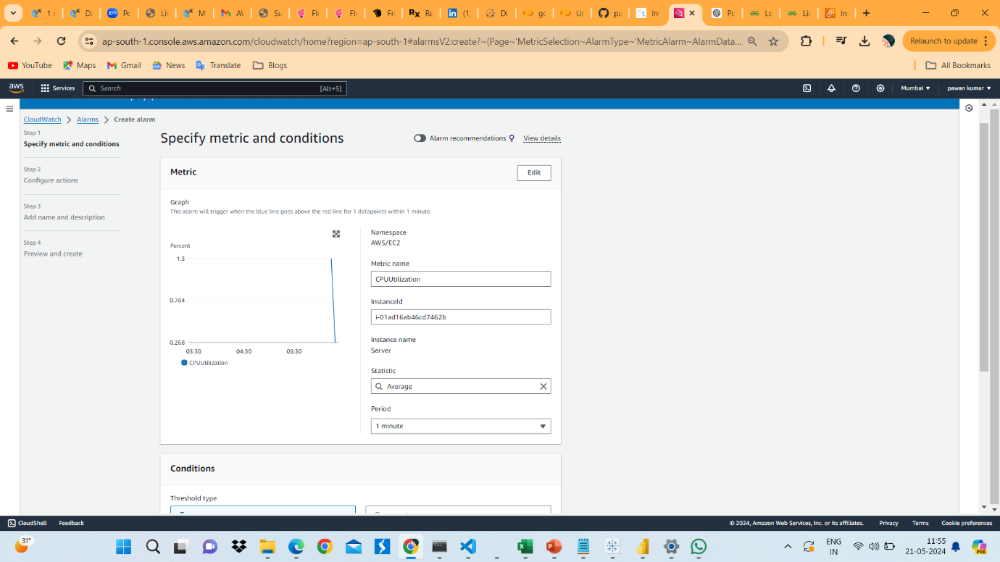 Relaunch to update
ap-south-1.console.aws.amazon.com/cloudwatch/home?region=ap-south-1#alarmsV2:create?~(Page~'MetricSelection~AlarmType~'MetricAlarm~AlarmData...
YouTube Maps Gmail News Translate Blogs All Bookmarks
aws Services Search [Alt+S] Mumbai pawan kumar
CloudWatch Alarms Create alarm
Step 1
Specify metric and conditions
Step 2
Configure actions
Step 3
Add name and description
Step 4
Preview and create
Specify metric and conditions
Alarm recommendations View details
Metric
Edit
Graph
This alarm will trigger when the blue line goes above the red line for 1 datapoints within 1 minute.
Percent
1.3
0.784
0.268
03:30 04:30 05:30
CPUUtilization
Namespace
AWS/EC2
Metric name
CPUUtilization
InstanceId
i-01ad16ab46cd7462b
Instance name
Server
Statistic
Average
Period
1 minute
Conditions
Threshold type
CloudShell Feedback © 2024, Amazon Web Services, Inc. or its affiliates. Privacy Terms Cookie preferences
31°
ENG
IN
11:55
21-05-2024